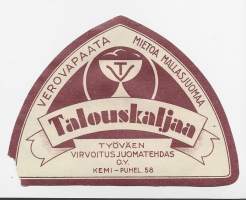 VEROVAPAATA
MIETOA MALLASJUOMAA
T
Talouskaljaa
TYÖVÄEN
VIRVOITUSJUOMATEHDAS
O.Y.
KEMI - PUHEL. 58